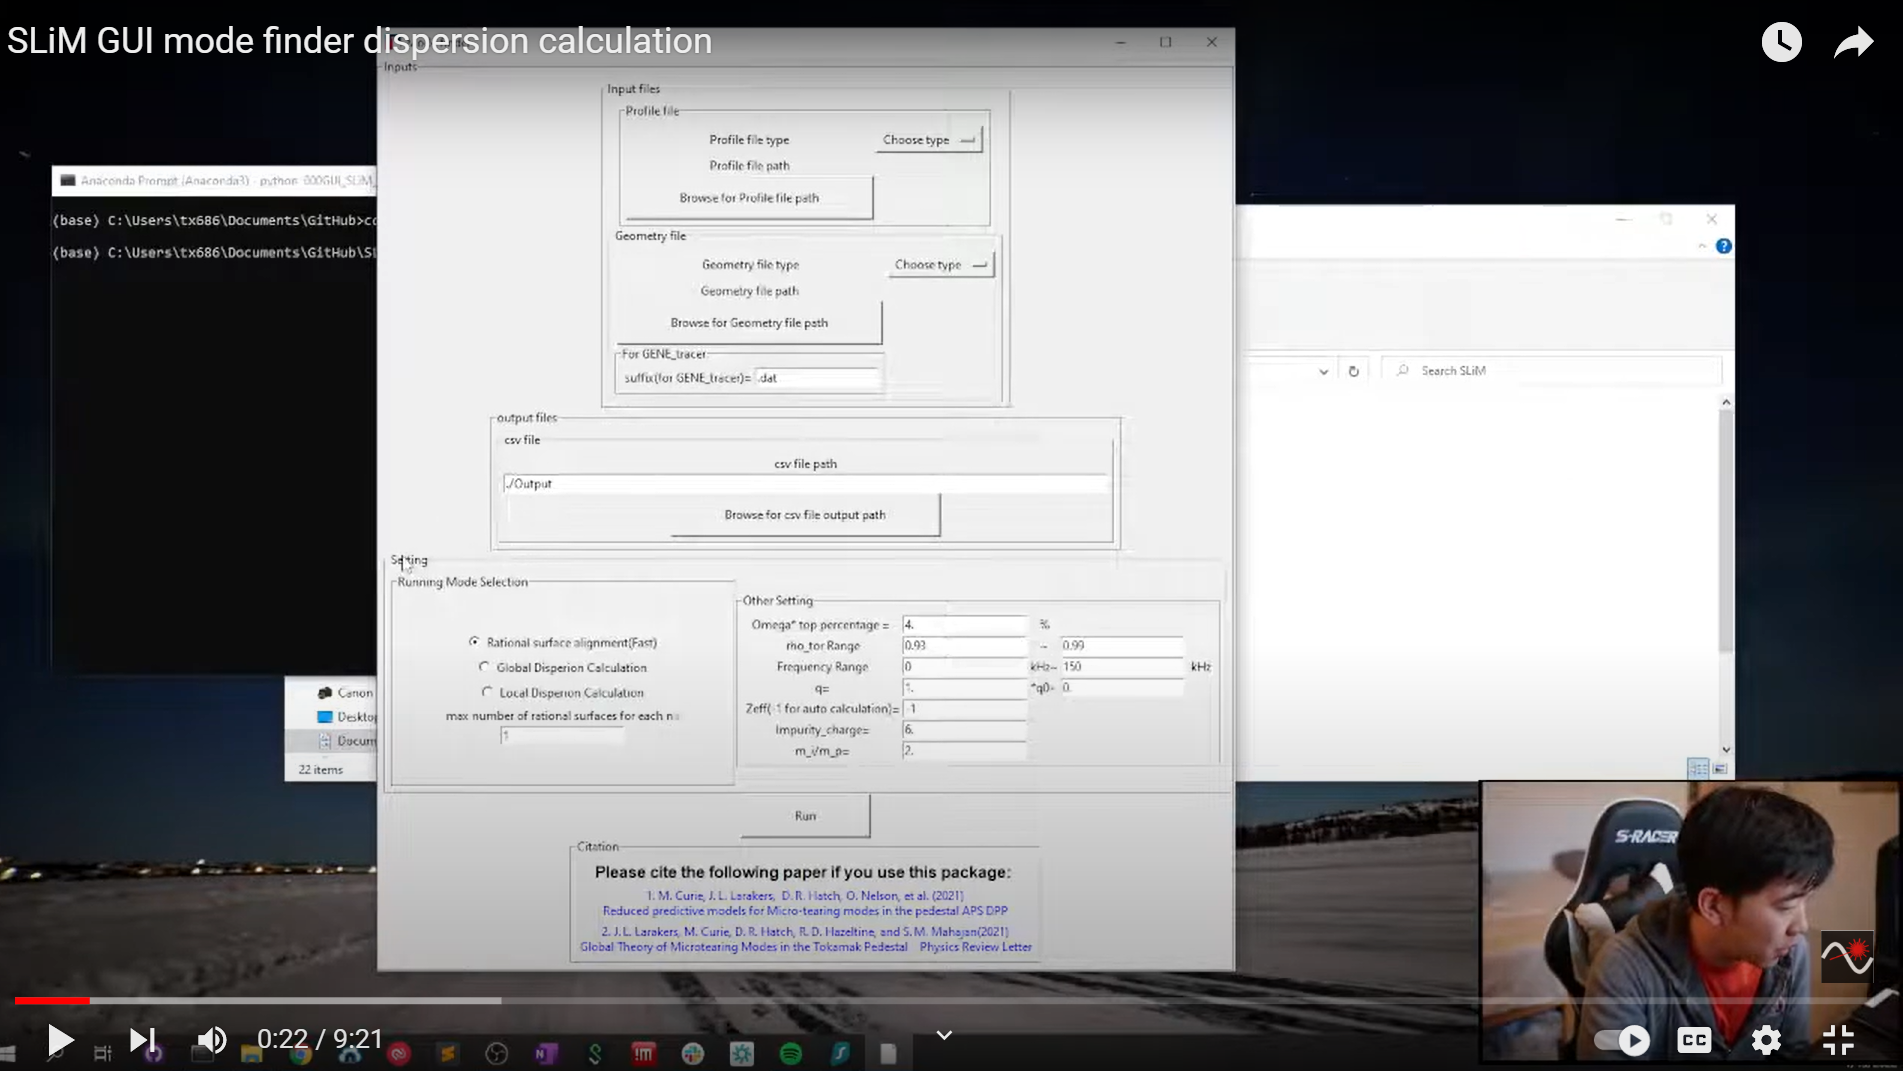 SLiM GUI mode finder dispersion calculation
Inputs
Input files
Profile file
Profile file type
Choose type
Profile file path
Browse for Profile file path
Geometry file
Geometry file type
Choose type
Geometry file path
Browse for Geometry file path
For GENE_tracer
suffix(for GENE_tracer)= .dat
output files
csv file
csv file path
./Output
Browse for csv file output path
Setting
Running Mode Selection
Rational surface alignment(Fast)
Global Disperion Calculation
Local Disperion Calculation
max number of rational surfaces for each n
1
Other Setting
Omega* top percentage = 4. %
rho_tor Range 0.93 ~ 0.99
Frequency Range 0 kHz~ 150 kHz
q= 1. *q0+ 0.
Zeff(-1 for auto calculation)= -1
Impurity_charge= 6.
m_i/m_p= 2.
Run
Citation
Please cite the following paper if you use this package:
1. M. Curie, J. L. Larakers, D. R. Hatch, O. Nelson, et al. (2021)
Reduced predictive models for Micro-tearing modes in the pedestal APS DPP
2. J. L. Larakers, M. Curie, D. R. Hatch, R. D. Hazeltine, and S. M. Mahajan(2021)
Global Theory of Microtearing Modes in the Tokamak Pedestal Physics Review Letter
Anaconda Prompt (Anaconda3) - python 000GUI_SLiM_
(base) C:\Users\tx686\Documents\GitHub>cd
(base) C:\Users\tx686\Documents\GitHub\Sl
Canon
Desktop
Docum
22 items
Search SLiM
S-RACER
0:22 / 9:21
CC